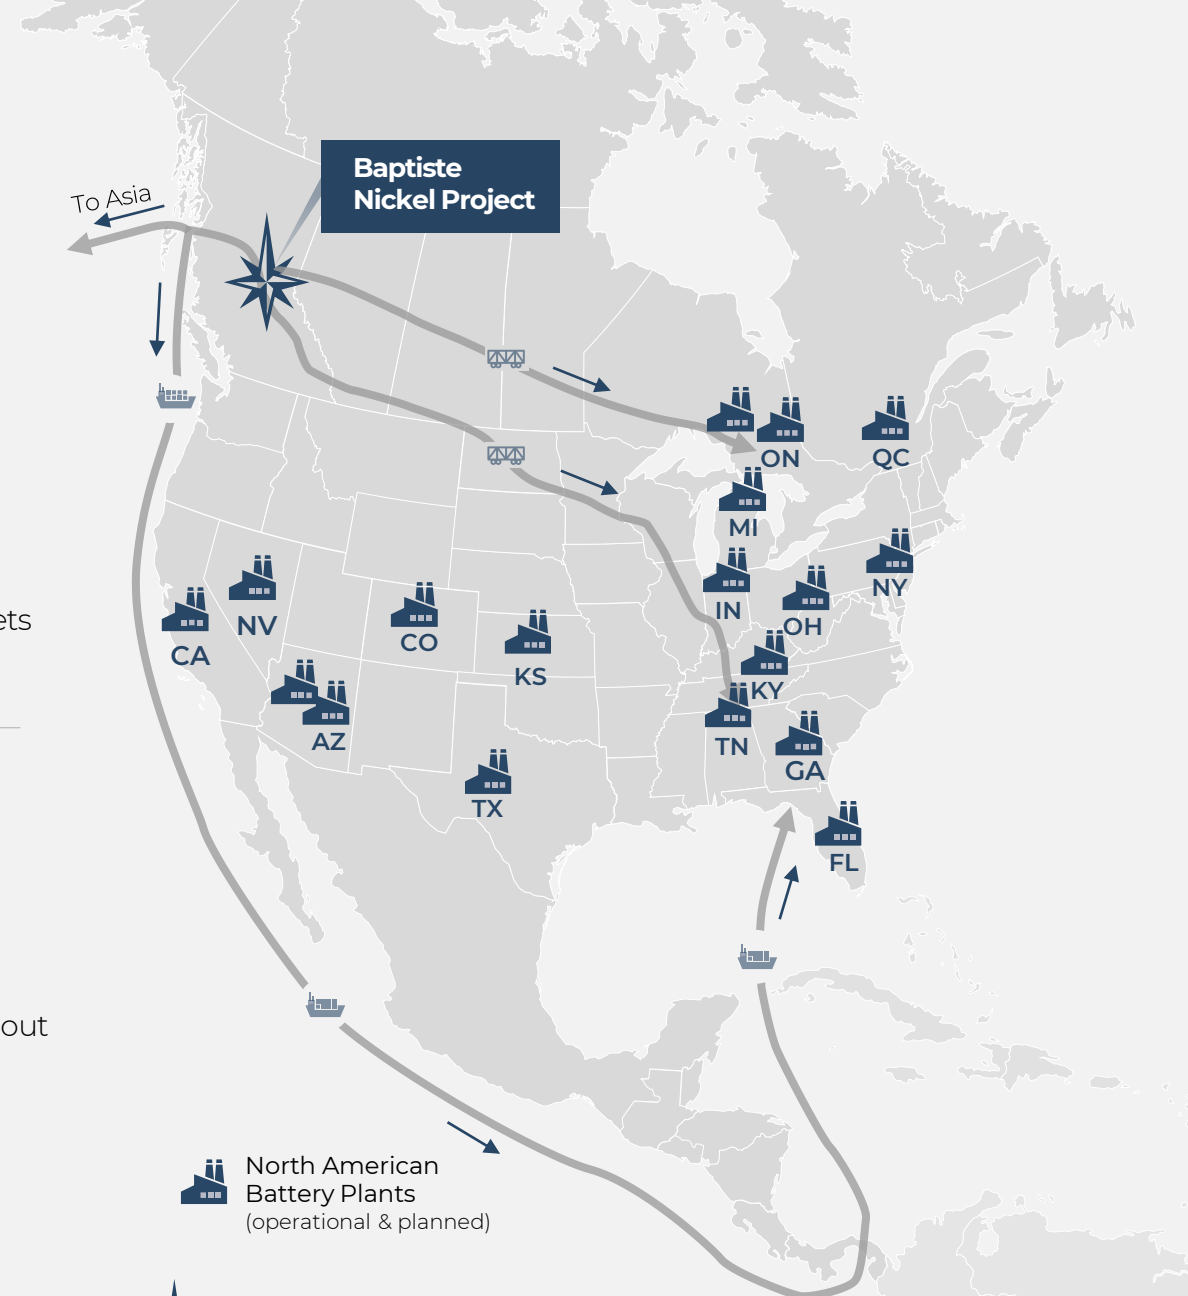 Baptiste
Nickel Project
To Asia
ON
QC
MI
NY
IN
OH
ets
NV
CO
CA
KS
KY
AZ
TN
GA
TX
FL
out
North American
Battery Plants
(operational & planned)